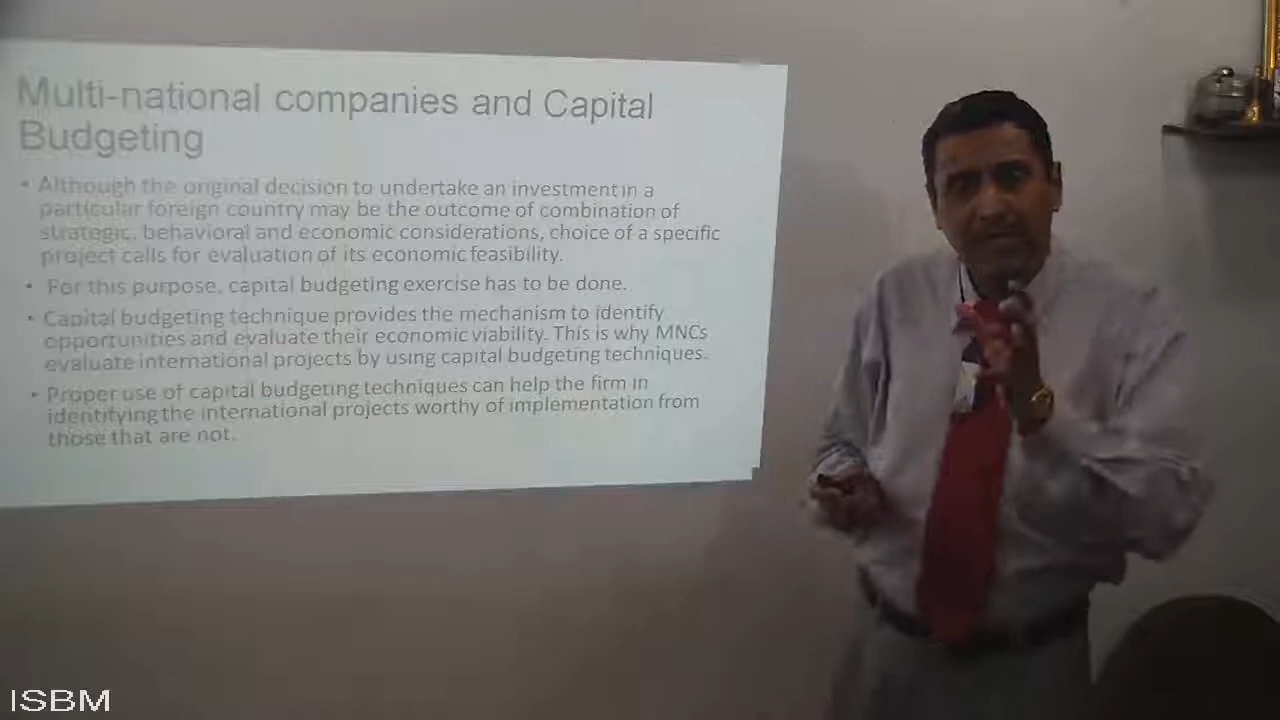 Multi-national companies and Capital
Budgeting
• Although the original decision to undertake an investment in a
particular foreign country may be the outcome of combination of
strategic, behavioral and economic considerations, choice of a specific
project calls for evaluation of its economic feasibility.
• For this purpose, capital budgeting exercise has to be done.
• Capital budgeting technique provides the mechanism to identify
opportunities and evaluate their economic viability. This is why MNCs
evaluate international projects by using capital budgeting techniques.
• Proper use of capital budgeting techniques can help the firm in
identifying the international projects worthy of implementation from
those that are not.
ISBM